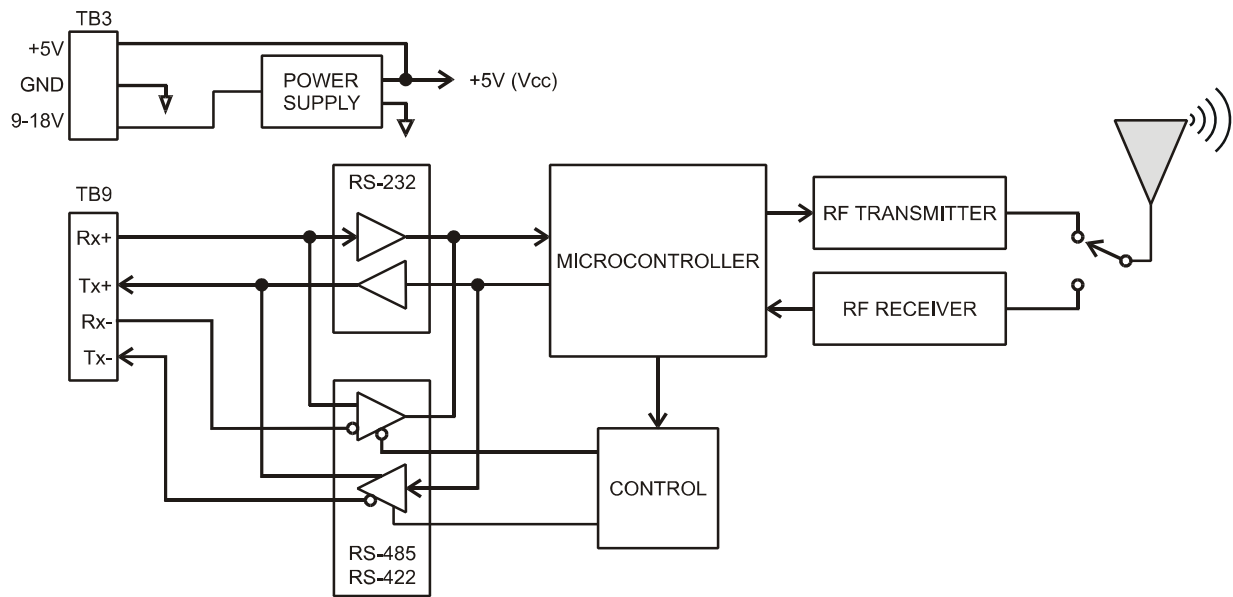 TB3
+5V
GND
9-18V
POWER
SUPPLY
+5V (Vcc)
TB9
Rx+
Tx+
Rx-
Tx-
RS-232
MICROCONTROLLER
RF TRANSMITTER
RF RECEIVER
CONTROL
RS-485
RS-422